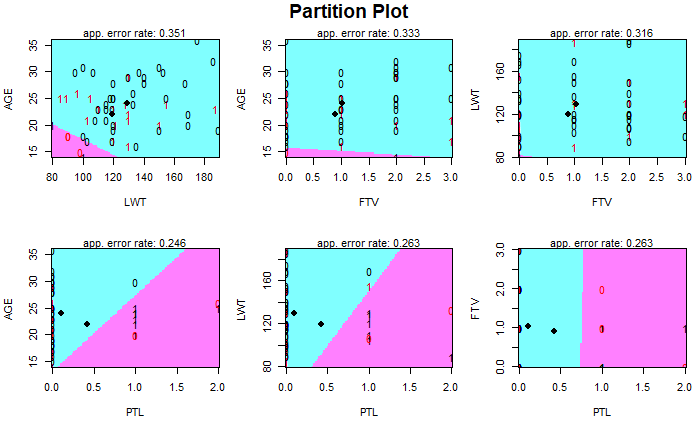 Partition Plot
app. error rate: 0.351
AGE
15 20 25 30 35
80 100 120 140 160 180
LWT
app. error rate: 0.333
AGE
15 20 25 30 35
0.0 0.5 1.0 1.5 2.0 2.5 3.0
FTV
app. error rate: 0.316
LWT
80 120 160
0.0 0.5 1.0 1.5 2.0 2.5 3.0
FTV
app. error rate: 0.246
AGE
15 20 25 30 35
0.0 0.5 1.0 1.5 2.0
PTL
app. error rate: 0.263
LWT
80 120 160
0.0 0.5 1.0 1.5 2.0
PTL
app. error rate: 0.263
FTV
0.0 1.0 2.0 3.0
0.0 0.5 1.0 1.5 2.0
PTL